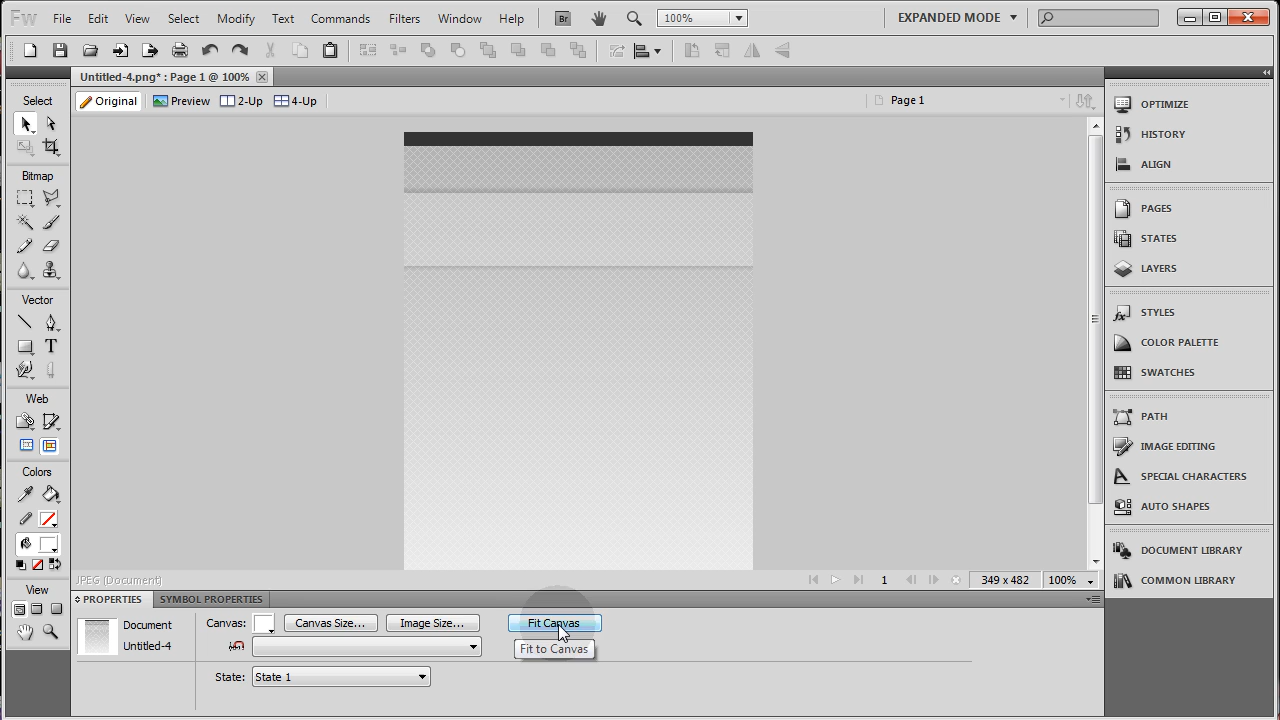 Fw File Edit View Select Modify Text Commands Filters Window Help Br 100% EXPANDED MODE
Untitled-4.png* : Page 1 @ 100%
Original Preview 2-Up 4-Up Page 1
Select
Bitmap
Vector
T
Web
Colors
View
OPTIMIZE
HISTORY
ALIGN
PAGES
STATES
LAYERS
STYLES
COLOR PALETTE
SWATCHES
PATH
IMAGE EDITING
SPECIAL CHARACTERS
AUTO SHAPES
DOCUMENT LIBRARY
COMMON LIBRARY
JPEG (Document) 1 349 x 482 100%
PROPERTIES SYMBOL PROPERTIES
Document
Untitled-4
Canvas: Canvas Size... Image Size... Fit Canvas
Fit to Canvas
State: State 1